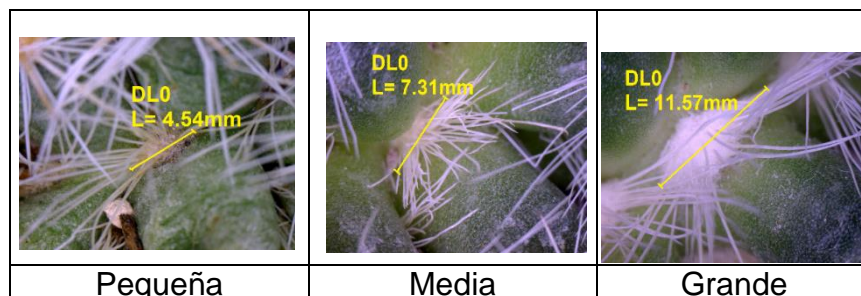 DL0
L= 4.54mm
DL0
L= 7.31mm
DL0
L= 11.57mm
Pequeña
Media
Grande